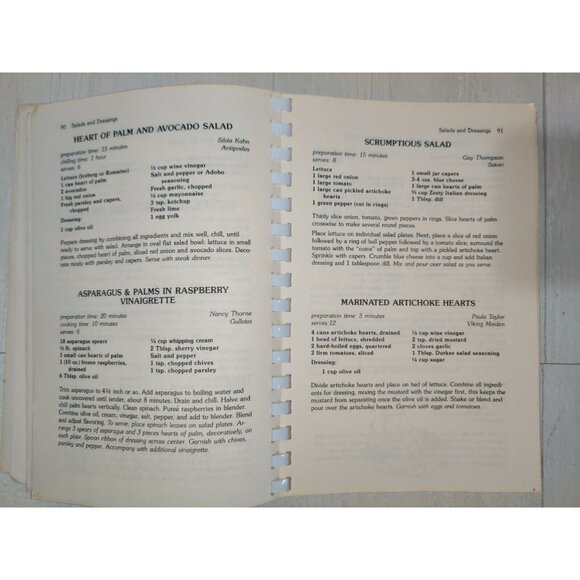 90 Salads and Dressings
HEART OF PALM AND AVOCADO SALAD
Silvia Kahn
Antipodes
preparation time: 15 minutes
chilling time: 1 hour
serves: 6
Lettuce (Iceberg or Romaine)
1 can heart of palm
2 avocados
1 big red onion
Fresh parsley and capers,
chopped
Dressing:
1 cup olive oil
½ cup wine vinegar
Salt and pepper or Adobo
seasoning
Fresh garlic, chopped
¼ cup mayonnaise
3 tsp. ketchup
Fresh lime
1 egg yolk
Prepare dressing by combining all ingredients and mix well, chill, until
ready to serve with salad. Arrange in oval flat salad bowl: lettuce in small
pieces, chopped heart of palm, sliced red onion and avocado slices. Deco-
rate nicely with parsley and capers. Serve with steak dinner.
ASPARAGUS & PALMS IN RASPBERRY
VINAIGRETTE
Nancy Thorne
Gulliava
preparation time: 20 minutes
cooking time: 10 minutes
serves: 6
18 asparagus spears
½ lb. spinach
1 small can hearts of palm
1 (10 oz.) frozen raspberries,
drained
6 Tblsp. olive oil
¼ cup whipping cream
2 Tblsp. sherry vinegar
Salt and pepper
1 tsp. chopped chives
1 tsp. chopped parsley
Trim asparagus to 4½ inch or so. Add asparagus to boiling water and
cook uncovered until tender, about 8 minutes. Drain and chill. Halve and
chill palm hearts vertically. Clean spinach. Pureé raspberries in blender.
Combine olive oil, cream, vinegar, salt, pepper, and add to blender. Blend
and adjust flavoring. To serve, place spinach leaves on salad plates. Ar-
range 3 spears of asparagus and 3 pieces hearts of palm, decoratively, on
each plate. Spoon ribbon of dressing across center. Garnish with chives,
parsley and pepper. Accompany with additional vinaigrette.
Salads and Dressings 91
SCRUMPTIOUS SALAD
Gay Thompson
Satori
preparation time: 15 minutes
serves: 8
Lettuce
1 large red onion
1 large tomato
1 large can pickled artichoke
hearts
1 green pepper (cut in rings)
1 small jar capers
3-4 ozs. blue cheese
1 large can hearts of palm
¾ cup Zesty Italian dressing
1 Tblsp. dill
Thinly slice onion, tomato, green peppers in rings. Slice hearts of palm
crosswise to make several round pieces.
Place lettuce on individual salad plates. Next, place a slice of red onion
followed by a ring of bell pepper followed by a tomato slice; surround the
tomato with the "coins" of palm and top with a pickled artichoke heart.
Sprinkle with capers. Crumble blue cheese into a cup and add Italian
dressing and 1 tablespoon dill. Mix and pour over salad as you serve.
MARINATED ARTICHOKE HEARTS
Paula Taylor
Viking Maiden
preparation time: 5 minutes
serves:12
4 cans artichoke hearts, drained
1 head of lettuce, shredded
2 hard-boiled eggs, quartered
2 firm tomatoes, sliced
Dressing:
1 cup olive oil
½ cup wine vinegar
2 tsp. dried mustard
2 cloves garlic
1 Tblsp. Durkee salad seasoning
¼ cup sugar
Divide artichoke hearts and place on bed of lettuce. Combine all ingredi-
ents for dressing, mixing the mustard with the vinegar first, this keeps the
mustard from separating once the olive oil is added. Shake or blend and
pour over the artichoke hearts. Garnish with eggs and tomatoes.